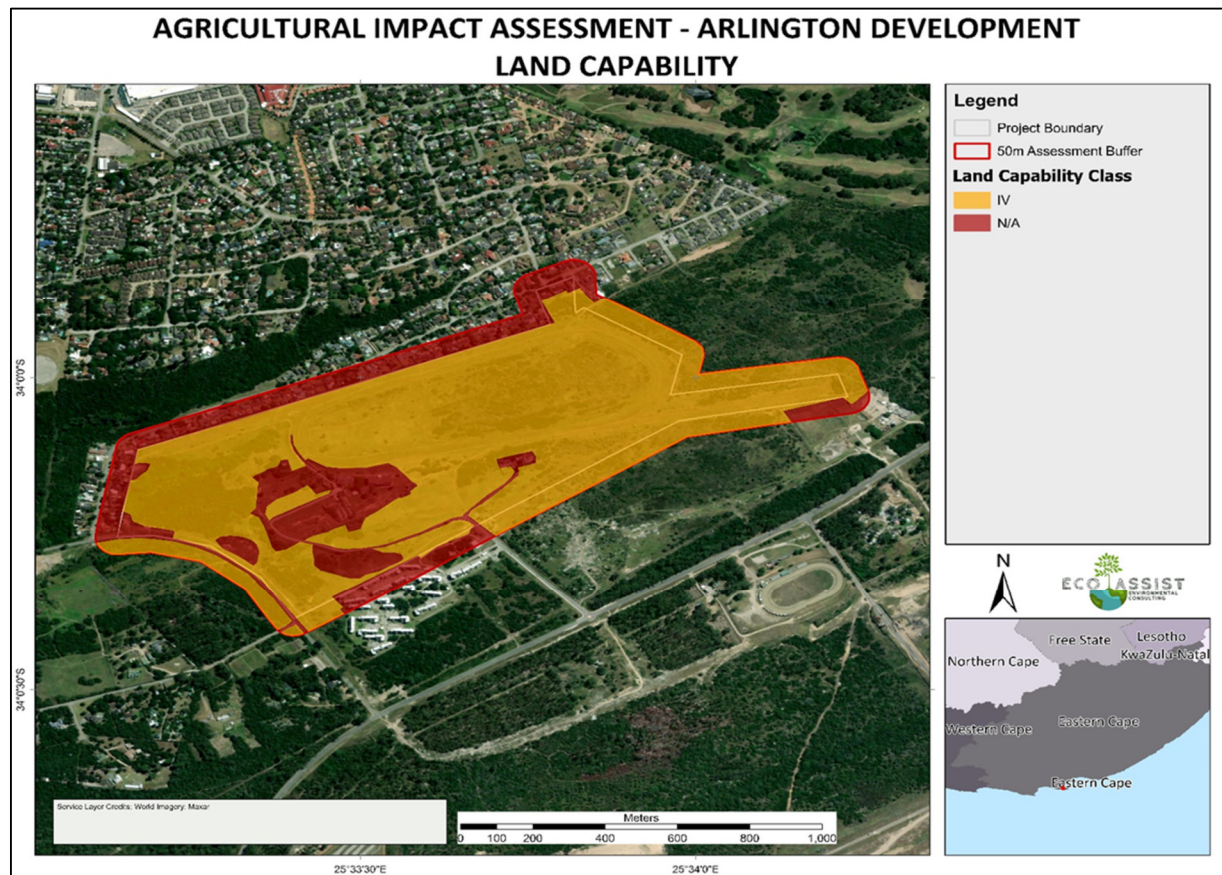 AGRICULTURAL IMPACT ASSESSMENT - ARLINGTON DEVELOPMENT
LAND CAPABILITY
Legend
Project Boundary
50m Assessment Buffer
Land Capability Class
IV
N/A
34°0'0"S
34°0'30"S
N
ECO ASSIST
ENVIRONMENTAL
CONSULTING
Free State
Lesotho
KwaZulu-Natal
Northern Cape
Western Cape
Eastern Cape
Eastern Cape
Service Layer Credits: World Imagery: Maxar
Meters
0 100 200 400 600 800 1,000
25°33'30"E
25°34'0"E